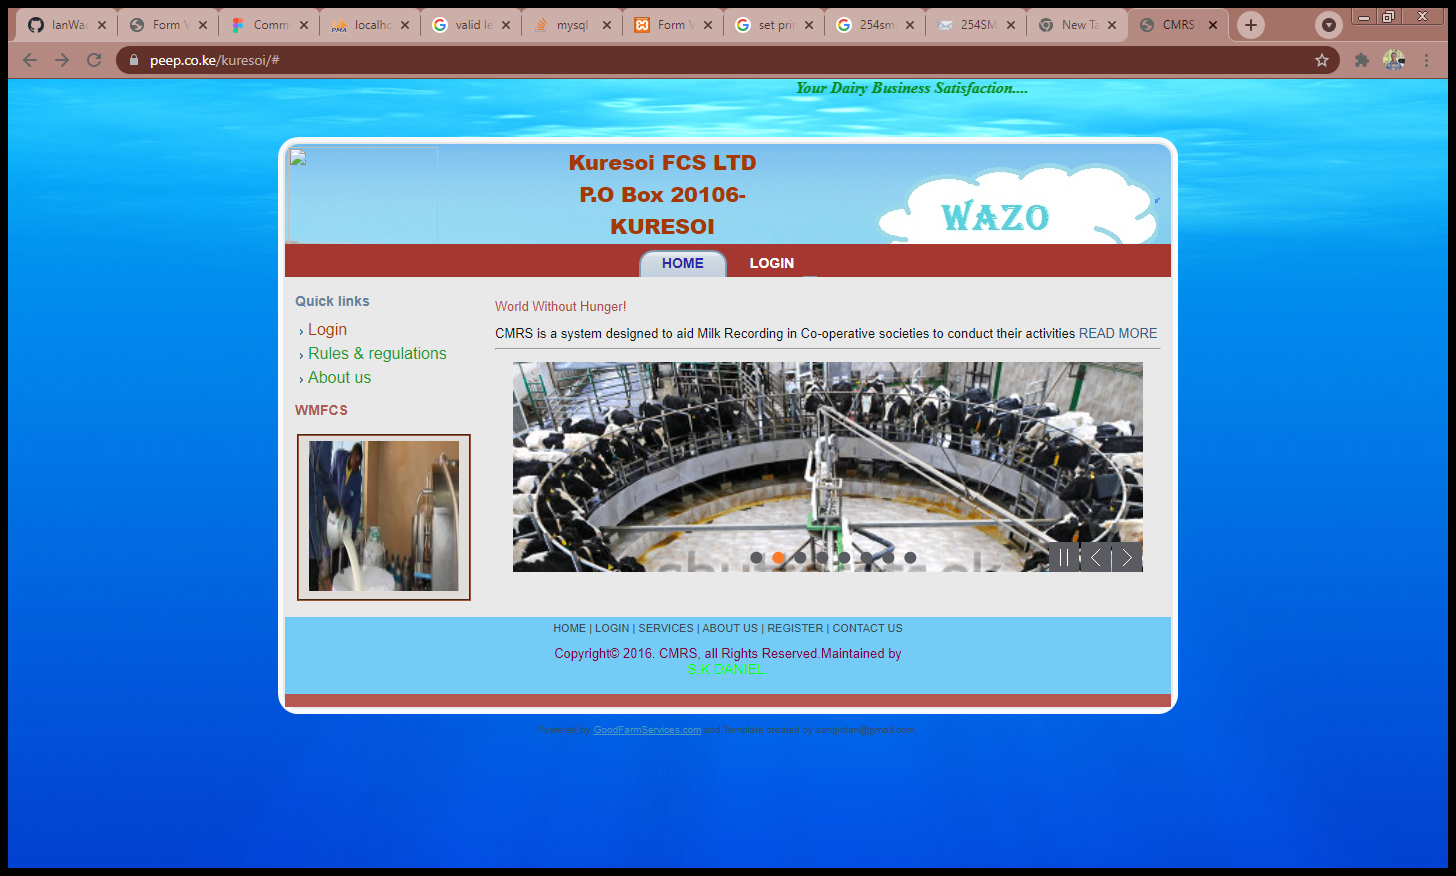 IanWac
Form V
Comm
localho
valid le
mysql
Form V
set prin
254sm
254SM
New Ta
CMRS
peep.co.ke/kuresoi/#
Your Dairy Business Satisfaction....
Kuresoi FCS LTD
P.O Box 20106-
KURESOI
WAZO
HOME LOGIN
Quick links
› Login
› Rules & regulations
› About us
WMFCS
World Without Hunger!
CMRS is a system designed to aid Milk Recording in Co-operative societies to conduct their activities READ MORE
HOME | LOGIN | SERVICES | ABOUT US | REGISTER | CONTACT US
Copyright© 2016. CMRS, all Rights Reserved.Maintained by
S.K DANIEL
Powered by GoodFarmServices.com and Template created by sangirdan@gmail.com.